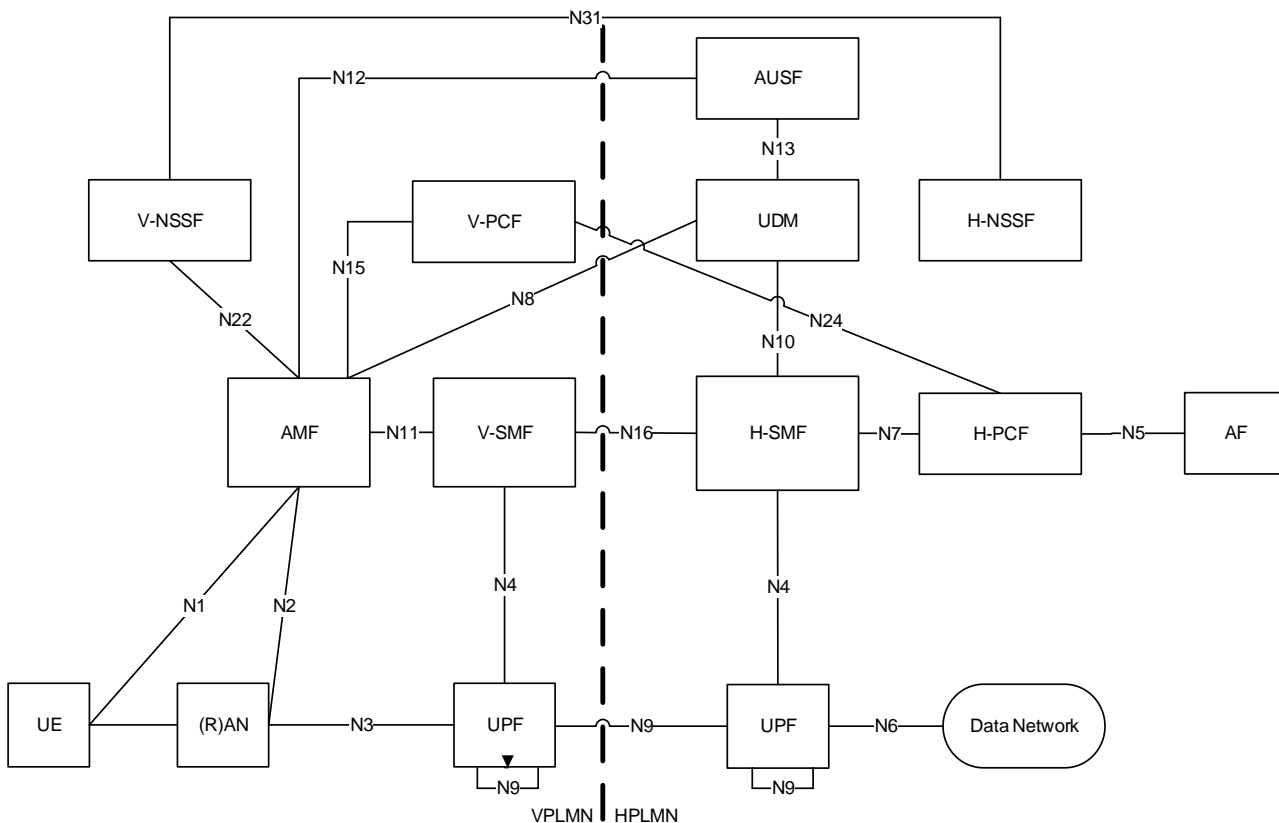 N31
N12
AUSF
N13
V-NSSF
V-PCF
UDM
H-NSSF
N15
N8
N22
N24
N10
AMF
N11
V-SMF
N16
H-SMF
N7
H-PCF
N5
AF
N4
N4
N1
N2
UE
(R)AN
N3
UPF
N9
UPF
N6
Data Network
N9
N9
VPLMN
HPLMN